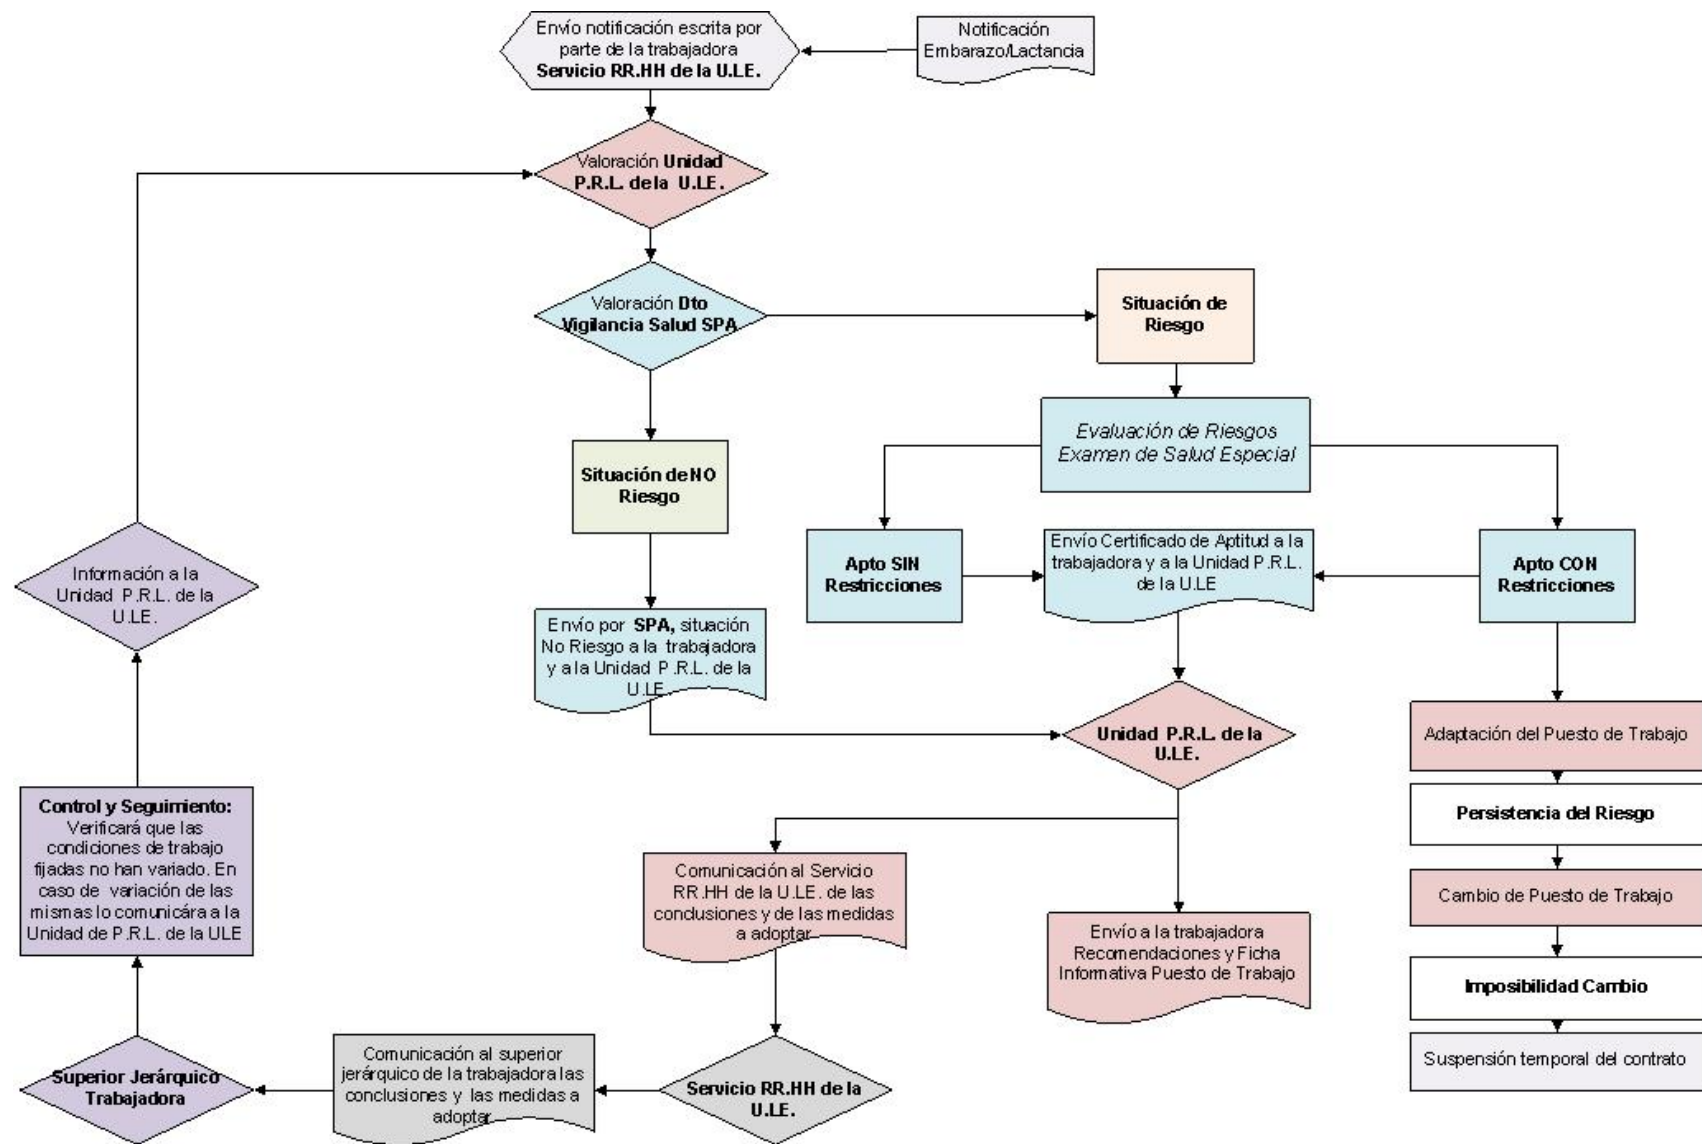 Envío notificación escrita por
parte de la trabajadora
Servicio RR.HH de la U.LE.
Notificación
Embarazo/Lactancia
Valoración Unidad
P.R.L. de la U.LE.
Valoración Dto
Vigilancia Salud SPA
Situación de
Riesgo
Evaluación de Riesgos
Examen de Salud Especial
Situación de NO
Riesgo
Apto SIN
Restricciones
Envío Certificado de Aptitud a la
trabajadora y a la Unidad P.R.L.
de la U.LE
Apto CON
Restricciones
Información a la
Unidad P.R.L. de la
U.LE.
Envío por SPA, situación
No Riesgo a la trabajadora
y a la Unidad P.R.L. de la
U.LE.
Unidad P.R.L. de la
U.LE.
Adaptación del Puesto de Trabajo
Persistencia del Riesgo
Cambio de Puesto de Trabajo
Imposibilidad Cambio
Suspensión temporal del contrato
Control y Seguimiento:
Verificará que las
condiciones de trabajo
fijadas no han variado. En
caso de variación de las
mismas lo comunicára a la
Unidad de P.R.L. de la ULE
Comunicación al Servicio
RR.HH de la U.LE. de las
conclusiones y de las medidas
a adoptar
Envío a la trabajadora
Recomendaciones y Ficha
Informativa Puesto de Trabajo
Superior Jerárquico
Trabajadora
Comunicación al superior
jerárquico de la trabajadora las
conclusiones y las medidas a
adoptar
Servicio RR.HH de la
U.LE.